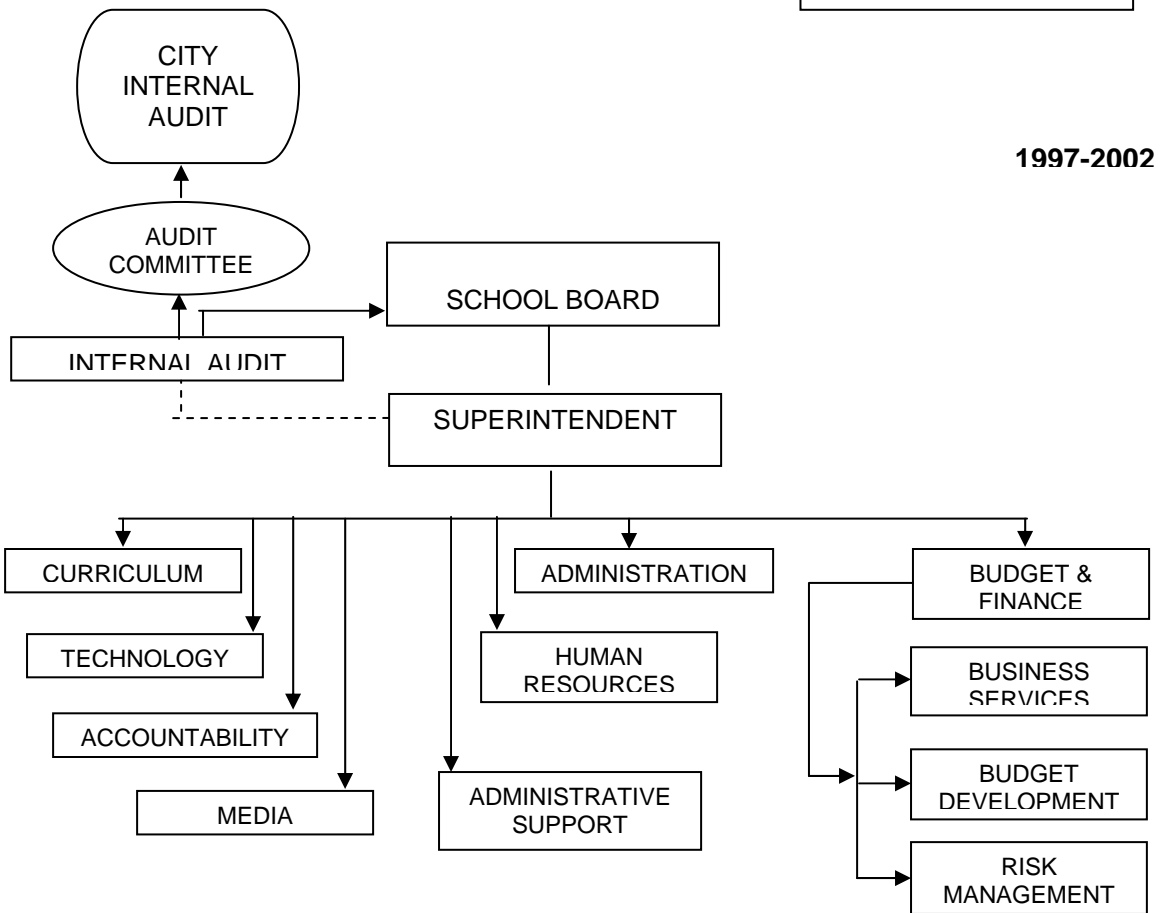 CITY
INTERNAL
AUDIT
1997-2002
AUDIT
COMMITTEE
SCHOOL BOARD
INTERNAL AUDIT
SUPERINTENDENT
CURRICULUM
ADMINISTRATION
BUDGET &
FINANCE
TECHNOLOGY
HUMAN
RESOURCES
BUSINESS
SERVICES
ACCOUNTABILITY
MEDIA
ADMINISTRATIVE
SUPPORT
BUDGET
DEVELOPMENT
RISK
MANAGEMENT